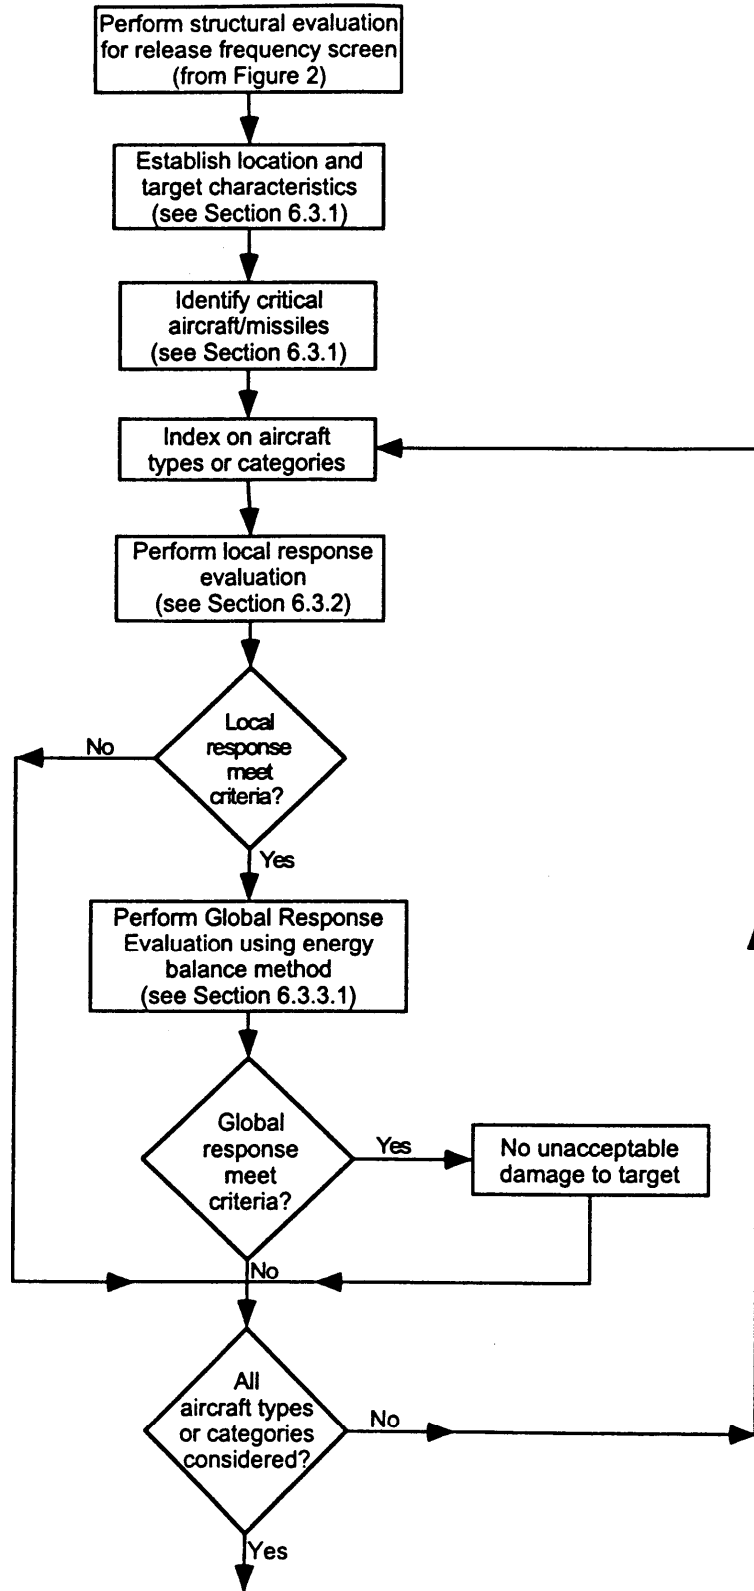 Perform structural evaluation
for release frequency screen
(from Figure 2)
Establish location and
target characteristics
(see Section 6.3.1)
Identify critical
aircraft/missiles
(see Section 6.3.1)
Index on aircraft
types or categories
Perform local response
evaluation
(see Section 6.3.2)
Local
response
meet
criteria?
No
Yes
Perform Global Response
Evaluation using energy
balance method
(see Section 6.3.3.1)
Global
response
meet
criteria?
Yes
No unacceptable
damage to target
No
All
aircraft types
or categories
considered?
No
Yes